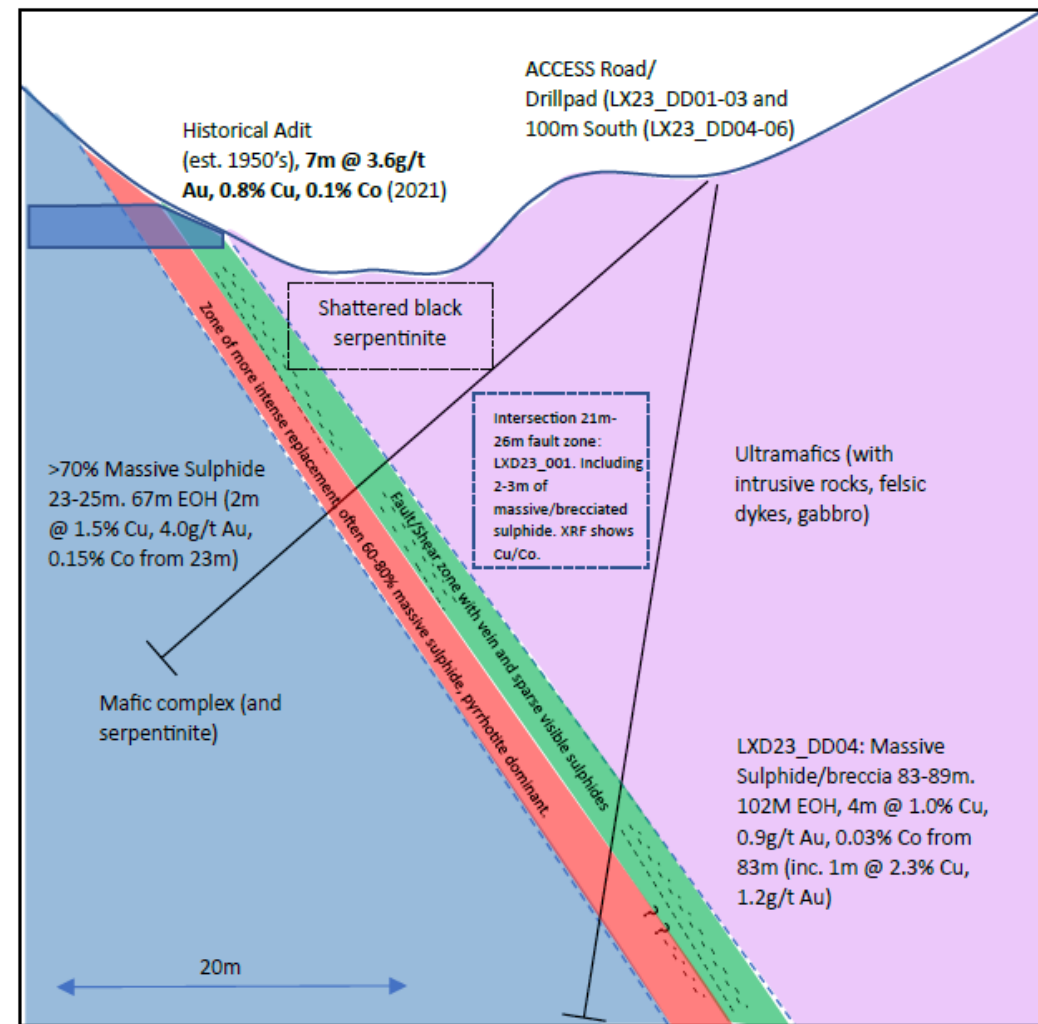 ACCESS Road/
Drillpad (LX23_DD01-03 and
100m South (LX23_DD04-06)
Historical Adit
(est. 1950's), 7m @ 3.6g/t
Au, 0.8% Cu, 0.1% Co (2021)
Shattered black
serpentinite
Zone of more intense replacement, often 60-80% massive sulphide, pyrrhotite dominant.
Fault/Shear zone with vein and sparse visible sulphides
Intersection 21m-
26m fault zone:
LXD23_001. Including
2-3m of
massive/brecciated
sulphide. XRF shows
Cu/Co.
>70% Massive Sulphide
23-25m. 67m EOH (2m
@ 1.5% Cu, 4.0g/t Au,
0.15% Co from 23m)
Ultramafics (with
intrusive rocks, felsic
dykes, gabbro)
Mafic complex (and
serpentinite)
LXD23_DD04: Massive
Sulphide/breccia 83-89m.
102M EOH, 4m @ 1.0% Cu,
0.9g/t Au, 0.03% Co from
83m (inc. 1m @ 2.3% Cu,
1.2g/t Au)
? ?
20m